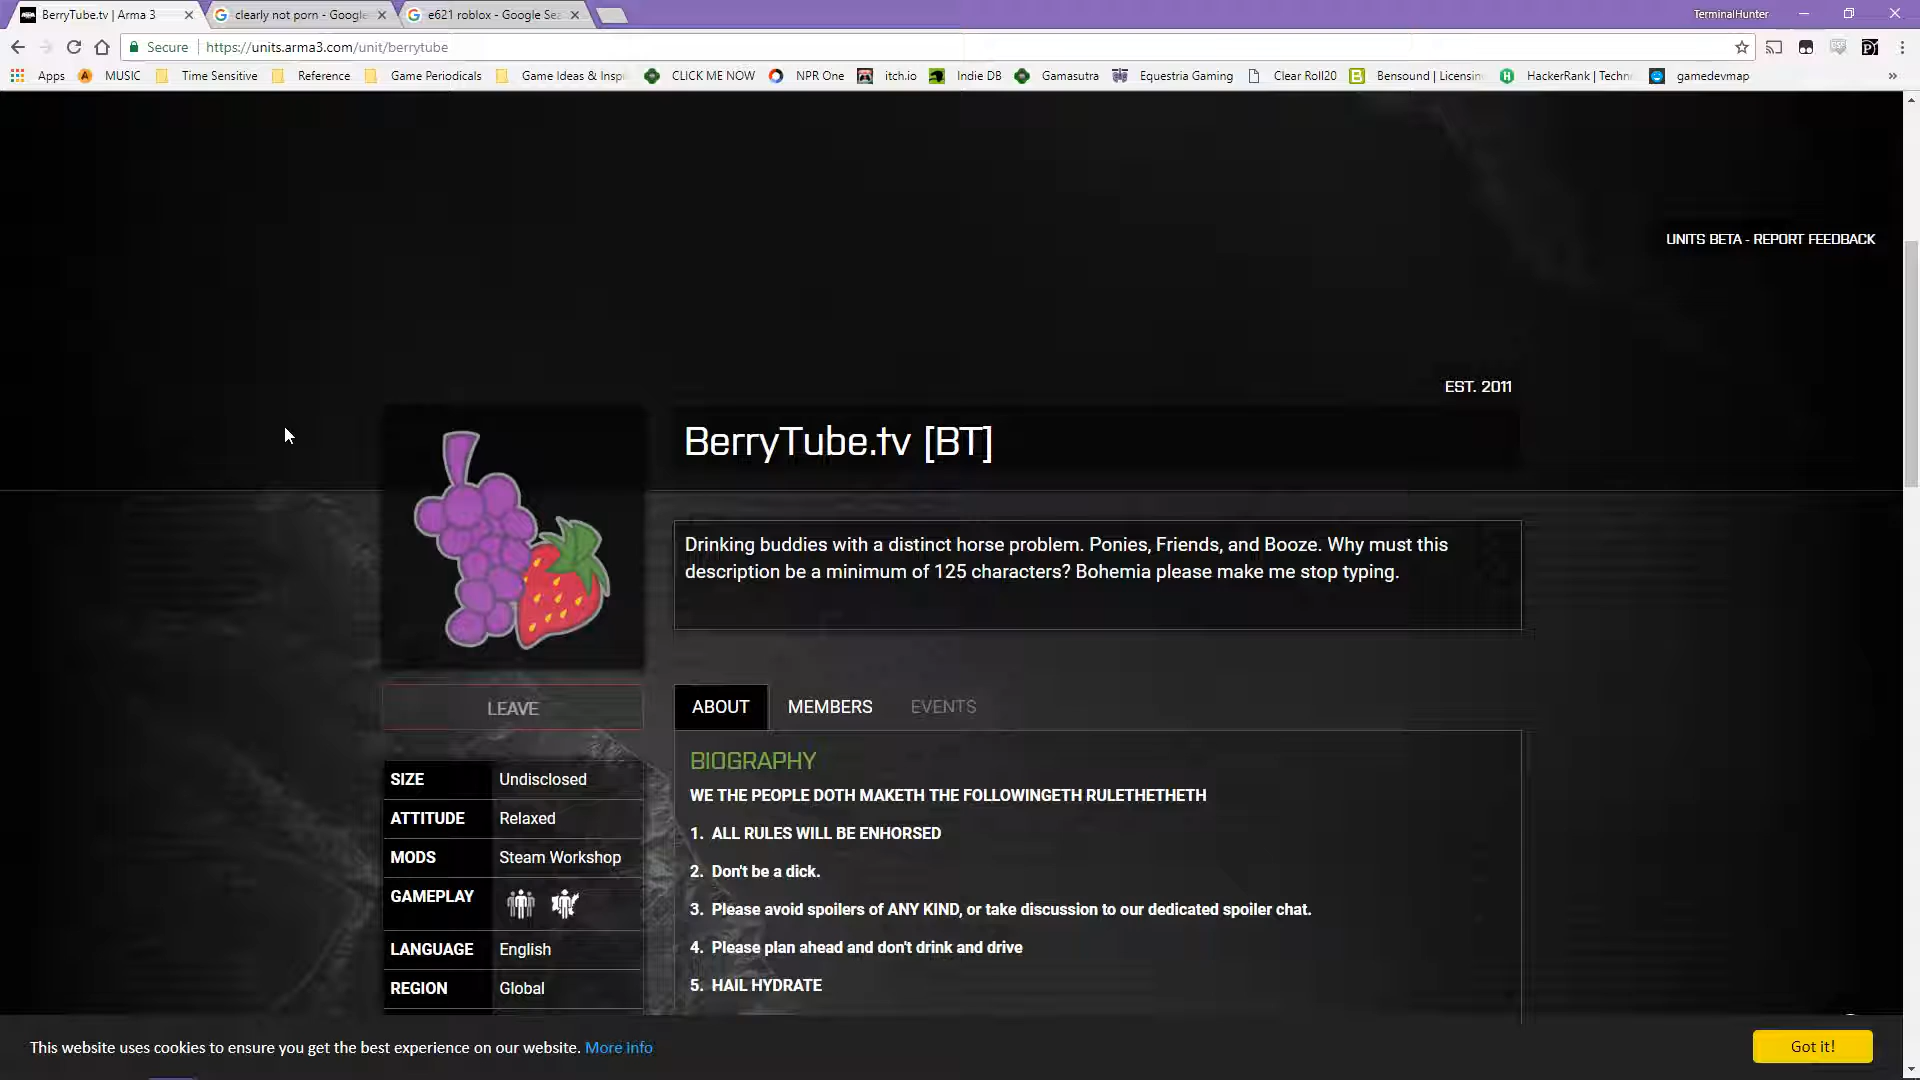 BerryTube.tv | Arma 3
clearly not porn - Google
e621 roblox - Google Sea
TerminalHunter
Secure
https://units.arma3.com/unit/berrytube
Apps
MUSIC
Time Sensitive
Reference
Game Periodicals
Game Ideas & Inspi
CLICK ME NOW
NPR One
itch.io
Indie DB
Gamasutra
Equestria Gaming
Clear Roll20
Bensound | Licensin
HackerRank | Techn
gamedevmap
UNITS BETA - REPORT FEEDBACK
EST. 2011
BerryTube.tv [BT]
Drinking buddies with a distinct horse problem. Ponies, Friends, and Booze. Why must this
description be a minimum of 125 characters? Bohemia please make me stop typing.
LEAVE
ABOUT
MEMBERS
EVENTS
SIZE Undisclosed
ATTITUDE Relaxed
MODS Steam Workshop
GAMEPLAY
LANGUAGE English
REGION Global
BIOGRAPHY
WE THE PEOPLE DOTH MAKETH THE FOLLOWINGETH RULETHETHETH
1. ALL RULES WILL BE ENHORSED
2. Don't be a dick.
3. Please avoid spoilers of ANY KIND, or take discussion to our dedicated spoiler chat.
4. Please plan ahead and don't drink and drive
5. HAIL HYDRATE
This website uses cookies to ensure you get the best experience on our website. More info
Got it!